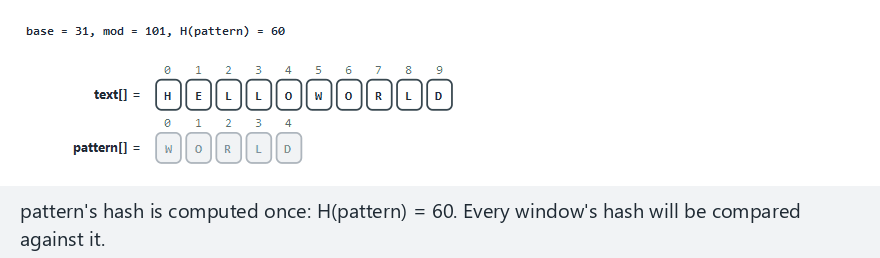 base = 31, mod = 101, H(pattern) = 60
0 1 2 3 4 5 6 7 8 9
text[] = H E L L O W O R L D
0 1 2 3 4
pattern[] = W O R L D
pattern's hash is computed once: H(pattern) = 60. Every window's hash will be compared
against it.